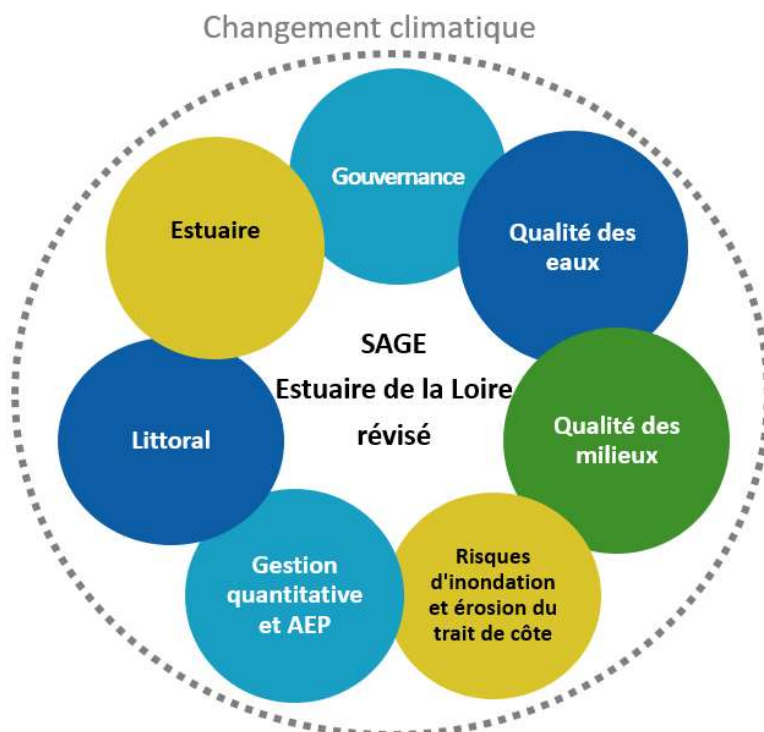 Changement climatique
Gouvernance
Qualité des
eaux
Qualité des
milieux
Risques
d'inondation
et érosion du
trait de côte
Gestion
quantitative
et AEP
Littoral
Estuaire
SAGE
Estuaire de la Loire
révisé